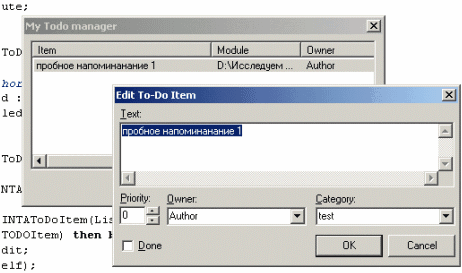 ute;
My Todo manager
Item Module Owner
ToD
пробное напоминанание 1 D:\Исследуем ... Author
hor
d :
led
Edit To-Do Item
Text:
пробное напоминанание 1
ToD
NTA
Priority: Owner: Category:
0 Author test
INTAToDoItem(Lis
TODOItem) then
dit;
elf);
Done OK Cancel